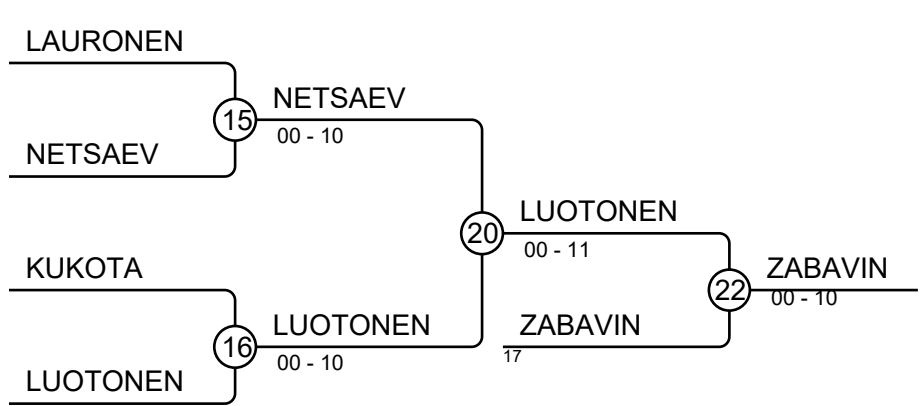 LAURONEN
15
NETSAEV
00 - 10
NETSAEV
20
LUOTONEN
00 - 11
KUKOTA
22
ZABAVIN
00 - 10
16
LUOTONEN
00 - 10
ZABAVIN
17
LUOTONEN